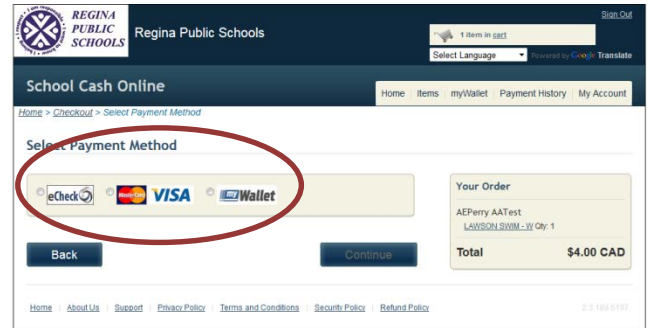 REGINA
PUBLIC
SCHOOLS
Regina Public Schools
Sign Out
1 item in cart
Select Language
Powered by Google Translate
School Cash Online
Home Items myWallet Payment History My Account
Home > Checkout > Select Payment Method
Select Payment Method
eCheck MasterCard VISA myWallet
Your Order
AEPerry AATest
LAWSON SWIM - W Qty: 1
Total $4.00 CAD
Back Continue
Home About Us Support Privacy Policy Terms and Conditions Security Policy Refund Policy